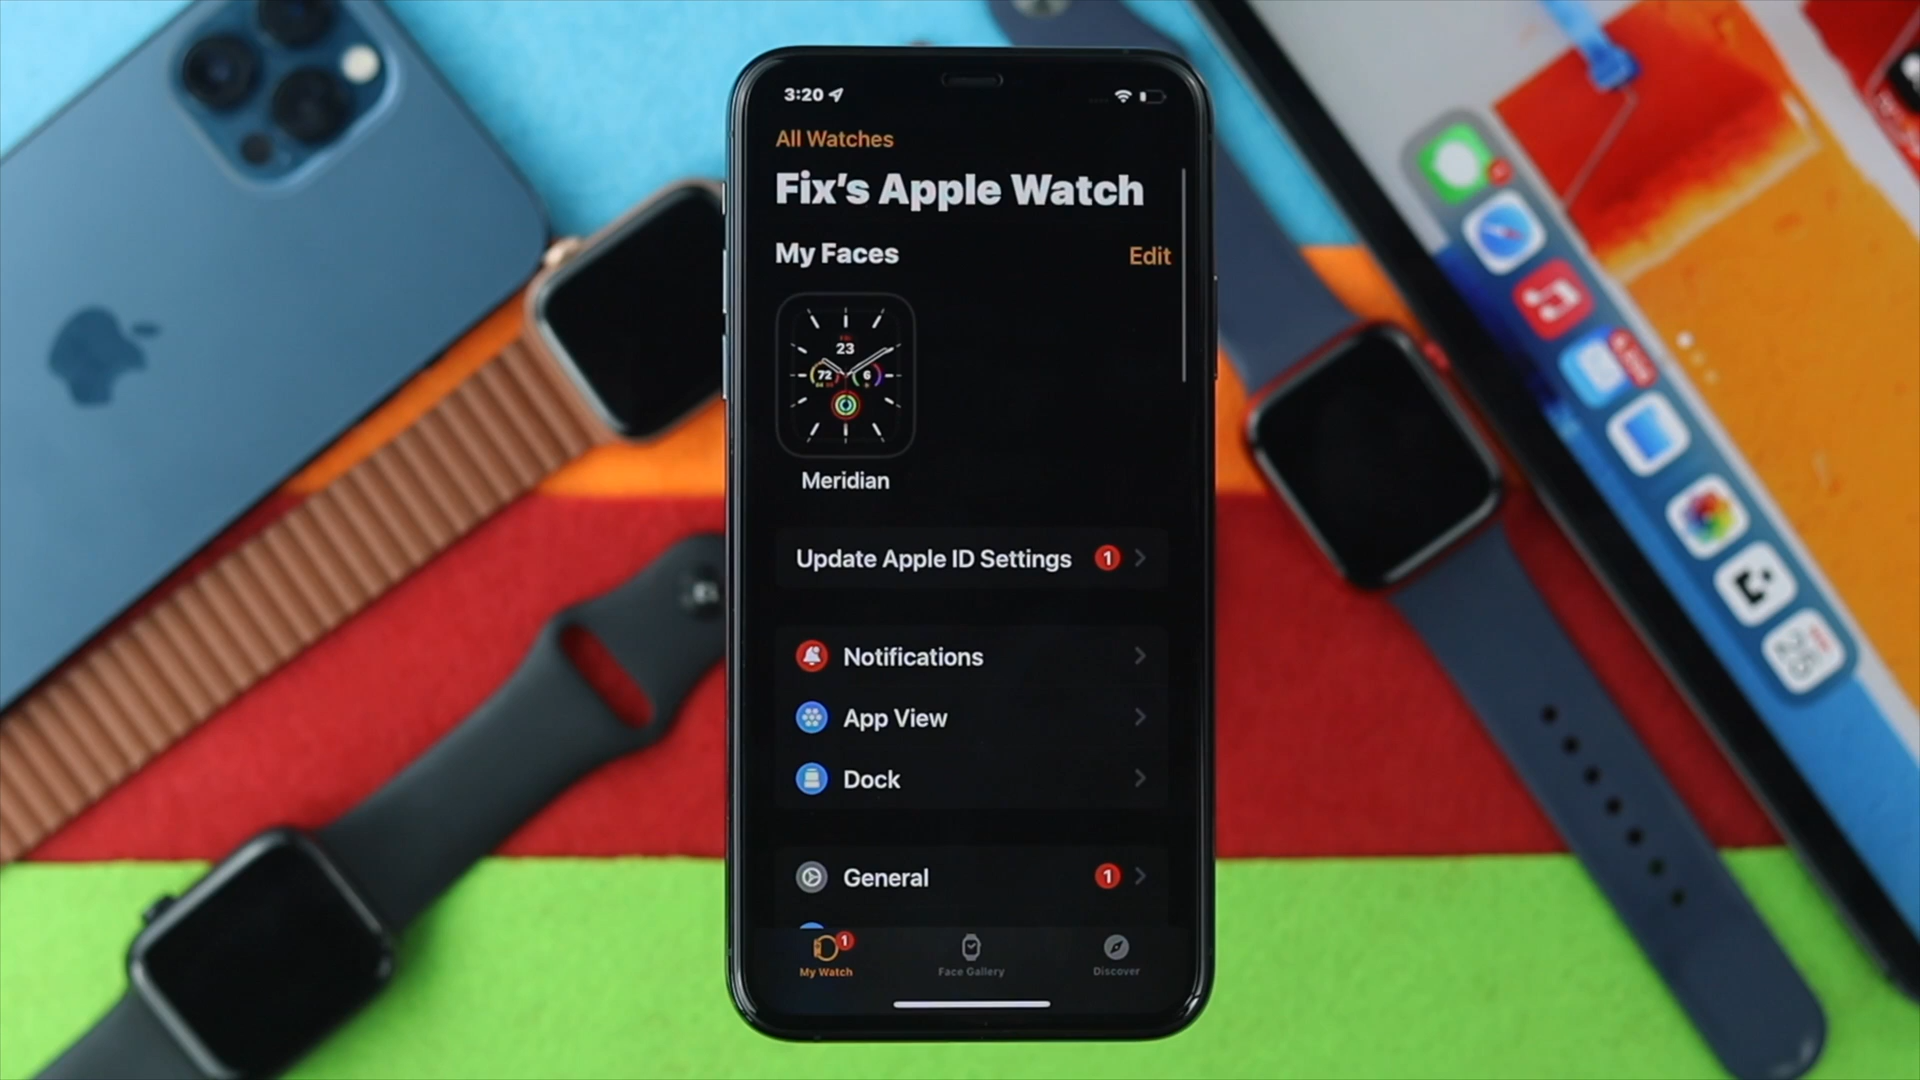 3:20
All Watches
Fix's Apple Watch
My Faces
Edit
23
72
6
Meridian
Update Apple ID Settings
1
Notifications
App View
Dock
General
1
1
My Watch
Face Gallery
Discover